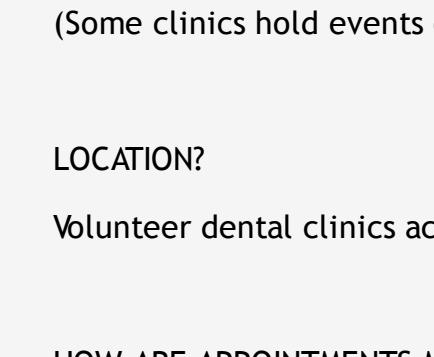 (Some clinics hold events
LOCATION?
Volunteer dental clinics ac
HOW ARE APPOINTMENTS